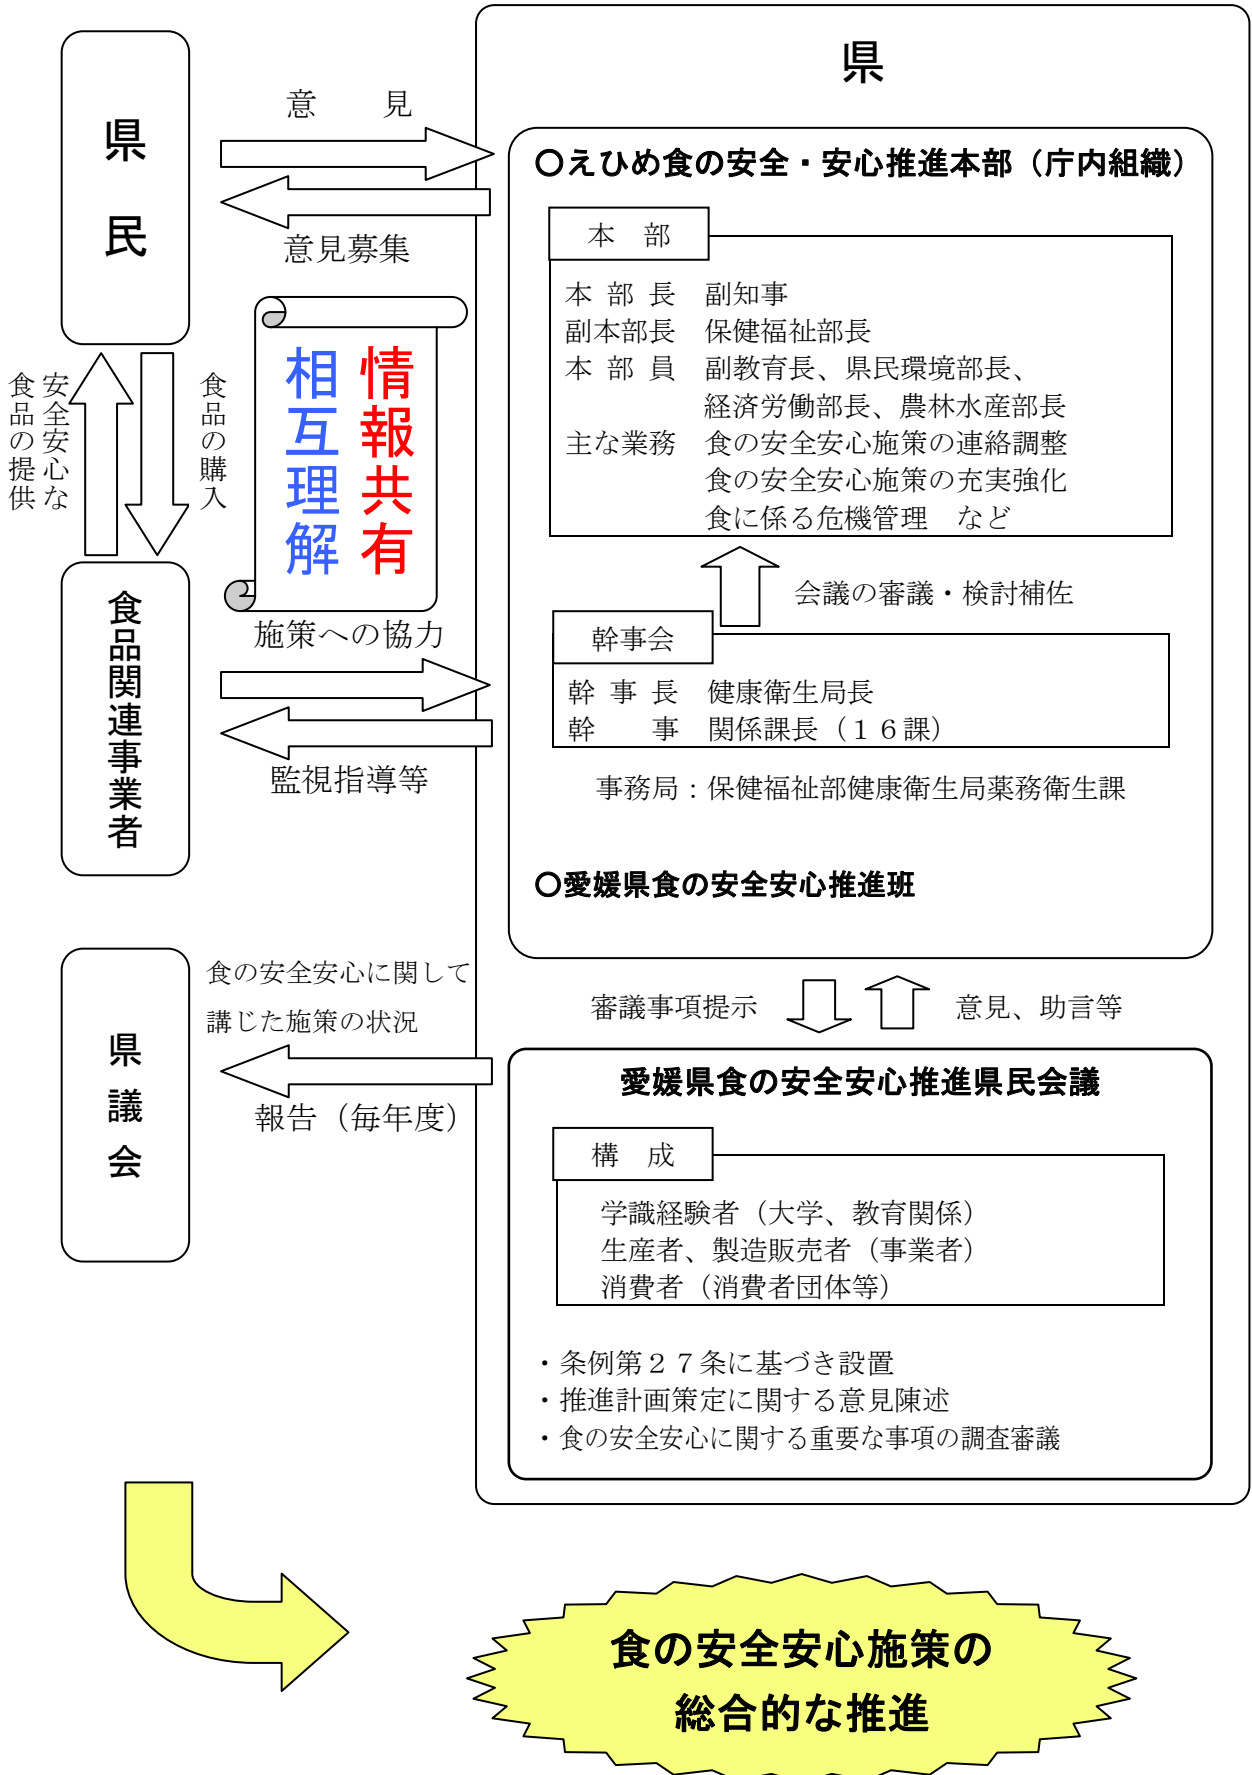 県民
意　　見
意見募集
安全安心な
食品の提供
食品の購入
情報共有
相互理解
食品関連事業者
施策への協力
監視指導等
県議会
食の安全安心に関して
講じた施策の状況
報告（毎年度）
県
○えひめ食の安全・安心推進本部（庁内組織）
本　部
本 部 長　副知事
副本部長　保健福祉部長
本 部 員　副教育長、県民環境部長、
経済労働部長、農林水産部長
主な業務　食の安全安心施策の連絡調整
食の安全安心施策の充実強化
食に係る危機管理　など
会議の審議・検討補佐
幹事会
幹 事 長　健康衛生局長
幹　　事　関係課長（１６課）
事務局：保健福祉部健康衛生局薬務衛生課
○愛媛県食の安全安心推進班
審議事項提示
意見、助言等
愛媛県食の安全安心推進県民会議
構　成
学識経験者（大学、教育関係）
生産者、製造販売者（事業者）
消費者（消費者団体等）
・条例第２７条に基づき設置
・推進計画策定に関する意見陳述
・食の安全安心に関する重要な事項の調査審議
食の安全安心施策の
総合的な推進